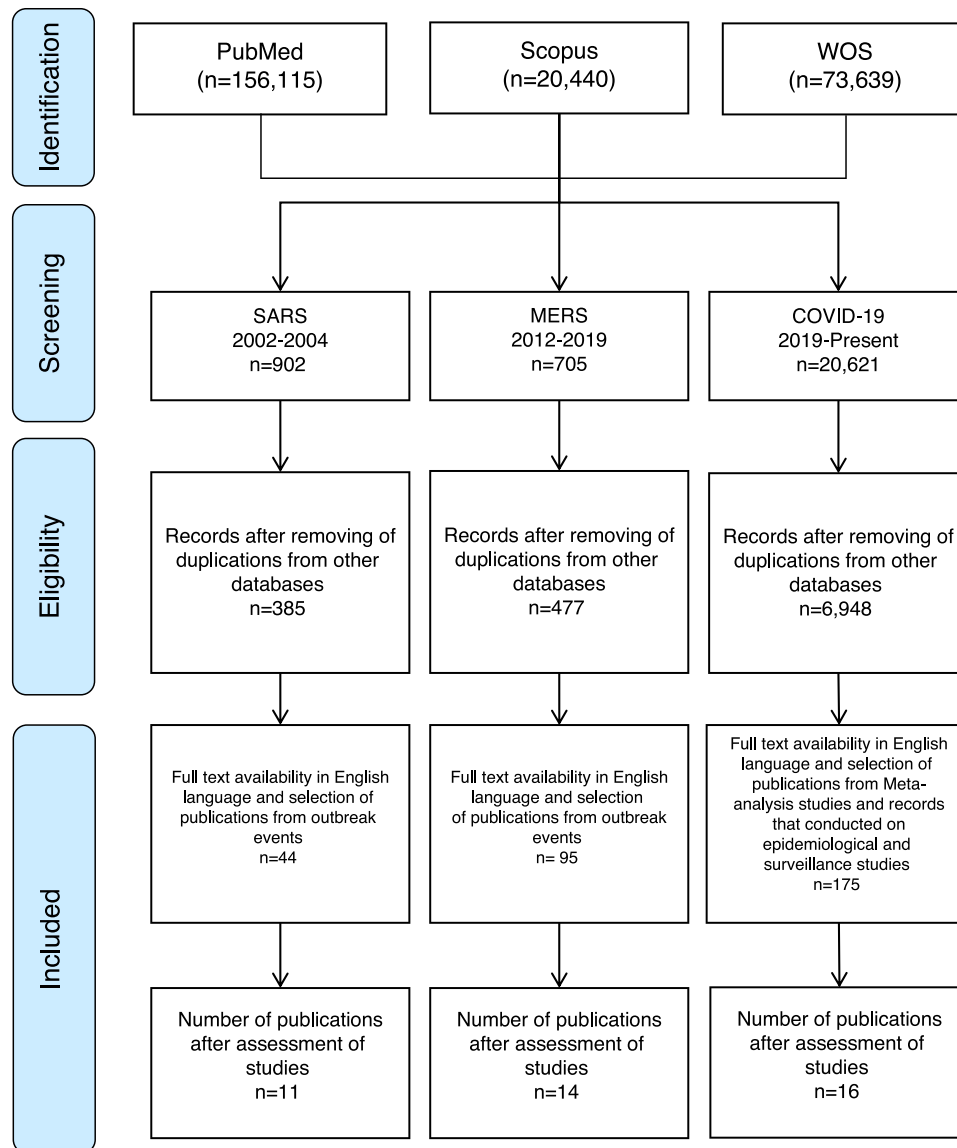 Identification
PubMed
(n=156,115)
Scopus
(n=20,440)
WOS
(n=73,639)
Screening
SARS
2002-2004
n=902
MERS
2012-2019
n=705
COVID-19
2019-Present
n=20,621
Eligibility
Records after removing of
duplications from other
databases
n=385
Records after removing of
duplications from other
databases
n=477
Records after removing of
duplications from other
databases
n=6,948
Included
Full text availability in English
language and selection of
publications from outbreak
events
n=44
Full text availability in English
language and selection
of publications from outbreak
events
n= 95
Full text availability in English
language and selection of
publications from Meta-
analysis studies and records
that conducted on
epidemiological and
surveillance studies
n=175
Number of publications
after assessment of
studies
n=11
Number of publications
after assessment of
studies
n=14
Number of publications
after assessment of
studies
n=16